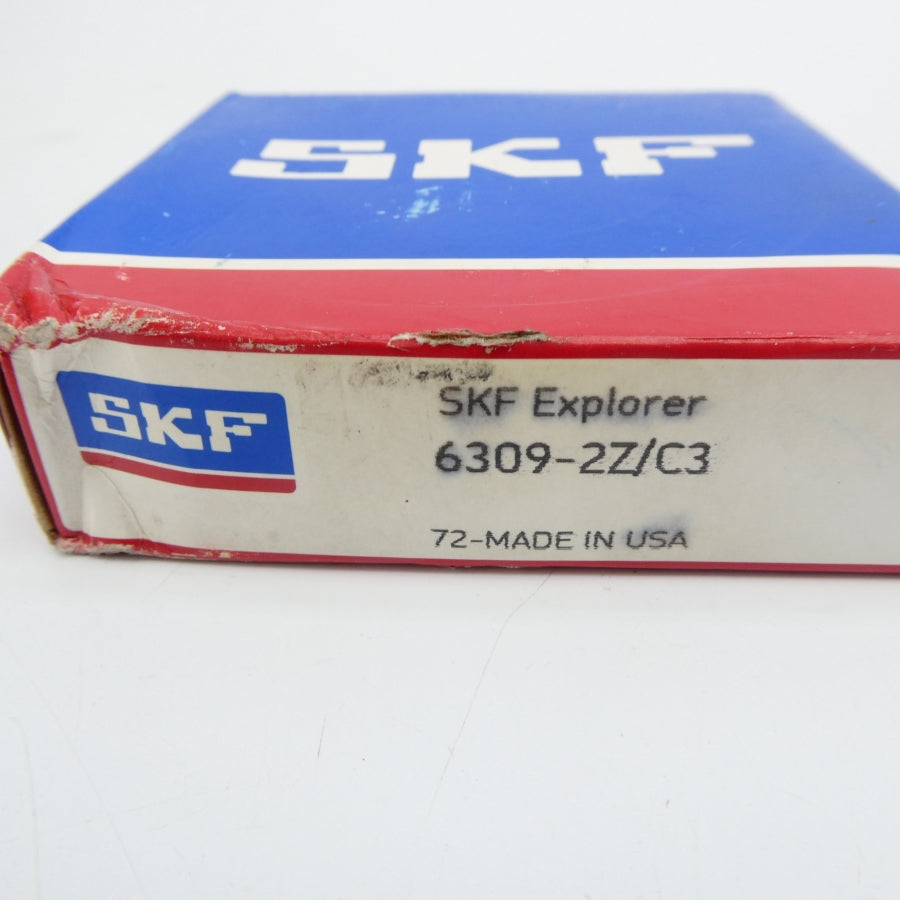 SKF
SKF
SKF Explorer
6309-2Z/C3
72-MADE IN USA